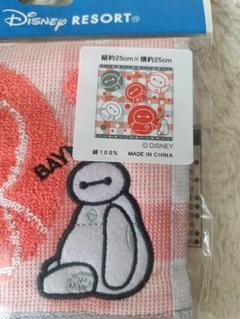 Disney RESORT®
縦約25cm×横約25cm
© DISNEY
綿100% MADE IN CHINA
BAY